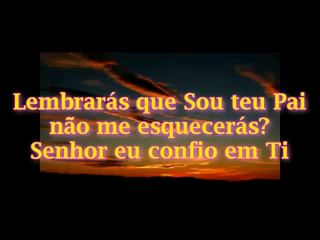 Lembrarás que Sou teu Pai
não me esquecerás?
Senhor eu confio em Ti